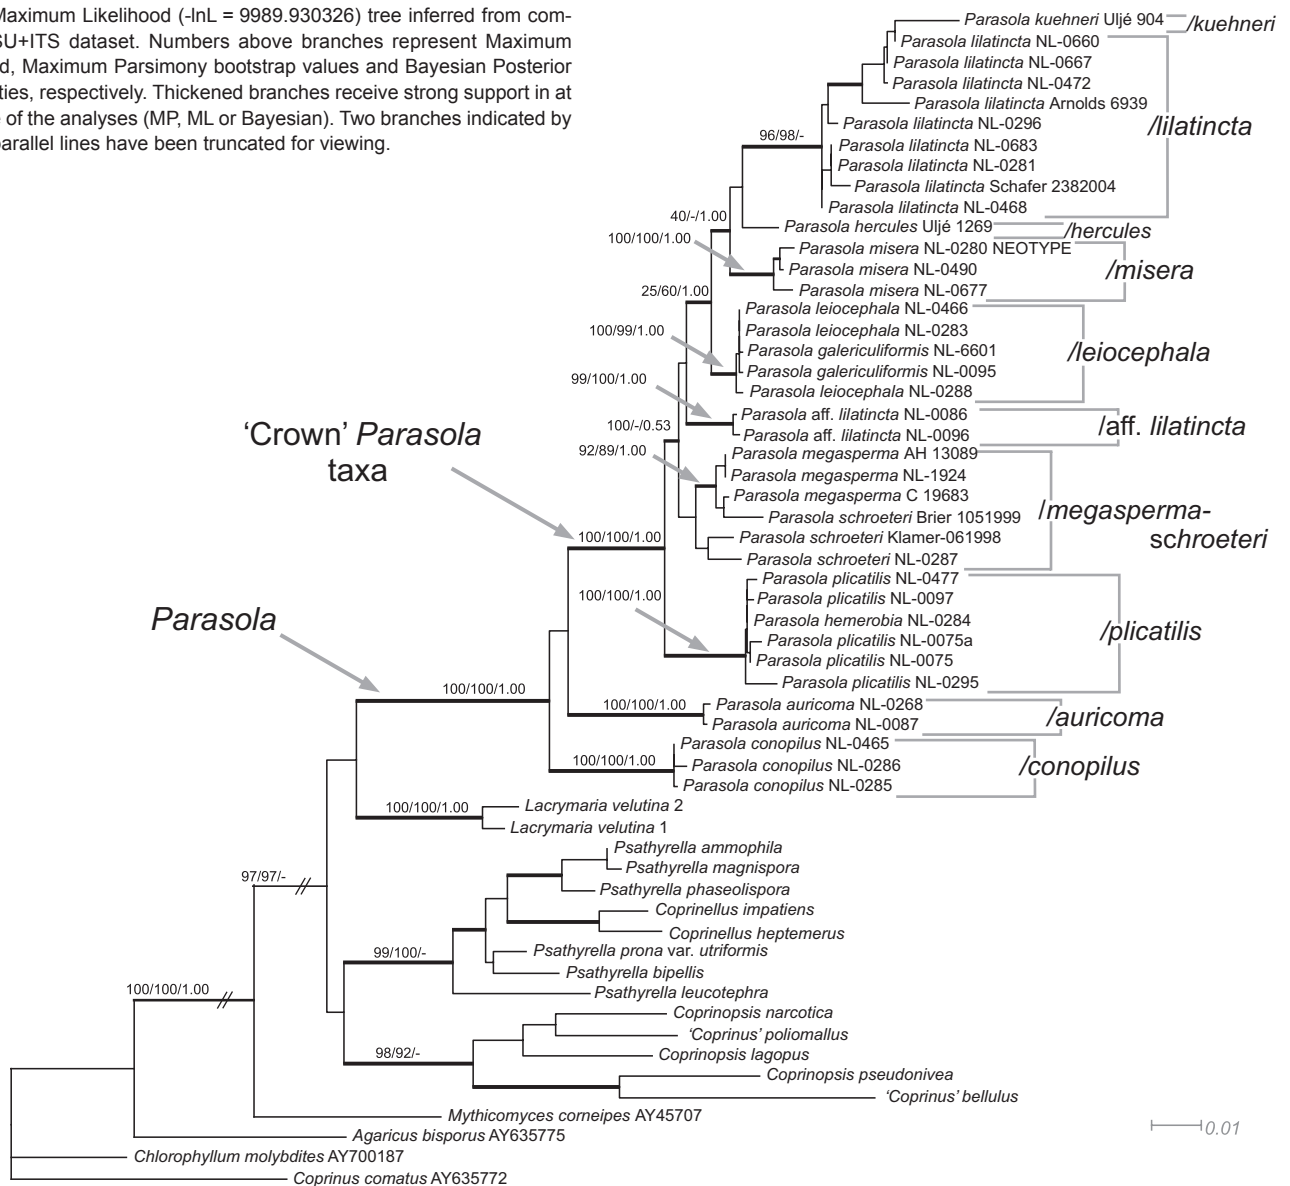 Maximum Likelihood (-lnL = 9989.930326) tree inferred from com-
SU+ITS dataset. Numbers above branches represent Maximum
d, Maximum Parsimony bootstrap values and Bayesian Posterior
ties, respectively. Thickened branches receive strong support in at
of the analyses (MP, ML or Bayesian). Two branches indicated by
parallel lines have been truncated for viewing.
Parasola kuehneri Uljé 904
/kuehneri
Parasola lilatincta NL-0660
Parasola lilatincta NL-0667
Parasola lilatincta NL-0472
Parasola lilatincta Arnolds 6939
Parasola lilatincta NL-0296
/lilatincta
96/98/-
Parasola lilatincta NL-0683
Parasola lilatincta NL-0281
Parasola lilatincta Schafer 2382004
Parasola lilatincta NL-0468
40/-/1.00
Parasola hercules Uljé 1269
/hercules
100/100/1.00
Parasola misera NL-0280 NEOTYPE
Parasola misera NL-0490
/misera
Parasola misera NL-0677
25/60/1.00
Parasola leiocephala NL-0466
Parasola leiocephala NL-0283
100/99/1.00
Parasola galericuliformis NL-6601
/leiocephala
Parasola galericuliformis NL-0095
99/100/1.00
Parasola leiocephala NL-0288
Parasola aff. lilatincta NL-0086
100/-/0.53
/aff. lilatincta
Parasola aff. lilatincta NL-0096
‘Crown’ Parasola
taxa
92/89/1.00
Parasola megasperma AH 13089
Parasola megasperma NL-1924
Parasola megasperma C 19683
Parasola schroeteri Brier 1051999
/megasperma-
schroeteri
Parasola schroeteri Klamer-061998
100/100/1.00
Parasola schroeteri NL-0287
Parasola plicatilis NL-0477
100/100/1.00
Parasola plicatilis NL-0097
Parasola hemerobia NL-0284
Parasola
/plicatilis
Parasola plicatilis NL-0075a
Parasola plicatilis NL-0075
Parasola plicatilis NL-0295
100/100/1.00
100/100/1.00
Parasola auricoma NL-0268
/auricoma
Parasola auricoma NL-0087
Parasola conopilus NL-0465
100/100/1.00
Parasola conopilus NL-0286
/conopilus
Parasola conopilus NL-0285
100/100/1.00
Lacrymaria velutina 2
Lacrymaria velutina 1
Psathyrella ammophila
Psathyrella magnispora
97/97/-
Psathyrella phaseolispora
Coprinellus impatiens
Coprinellus heptemerus
99/100/-
Psathyrella prona var. utriformis
Psathyrella bipellis
100/100/1.00
Psathyrella leucotephra
Coprinopsis narcotica
‘Coprinus’ poliomallus
98/92/-
Coprinopsis lagopus
Coprinopsis pseudonivea
‘Coprinus’ bellulus
Mythicomyces corneipes AY45707
0.01
Agaricus bisporus AY635775
Chlorophyllum molybdites AY700187
Coprinus comatus AY635772